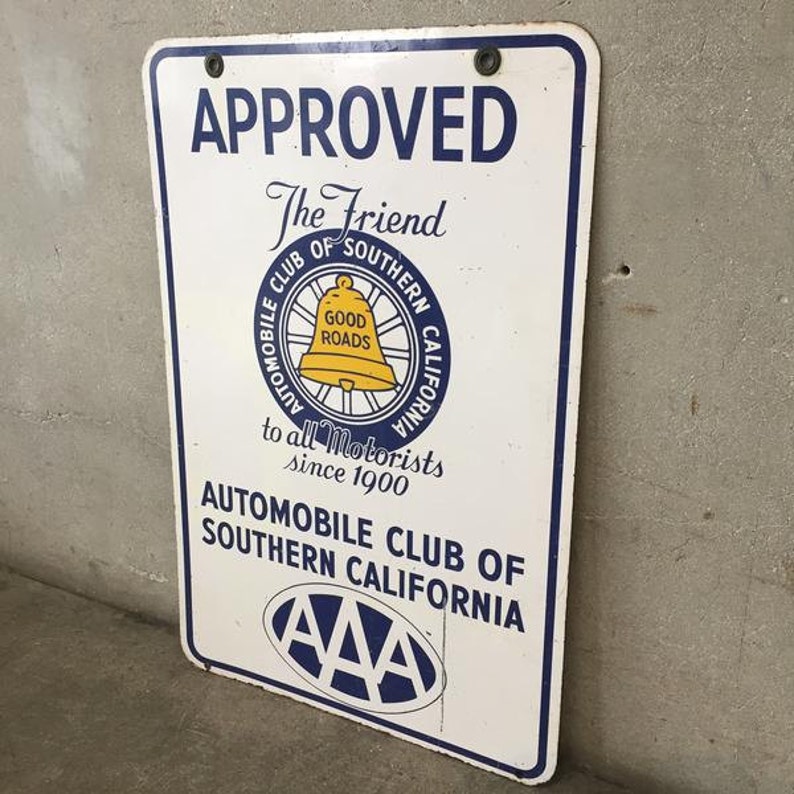 APPROVED
The Friend
AUTOMOBILE CLUB OF SOUTHERN CALIFORNIA
GOOD
ROADS
to all Motorists
since 1900
AUTOMOBILE CLUB OF
SOUTHERN CALIFORNIA
AAA